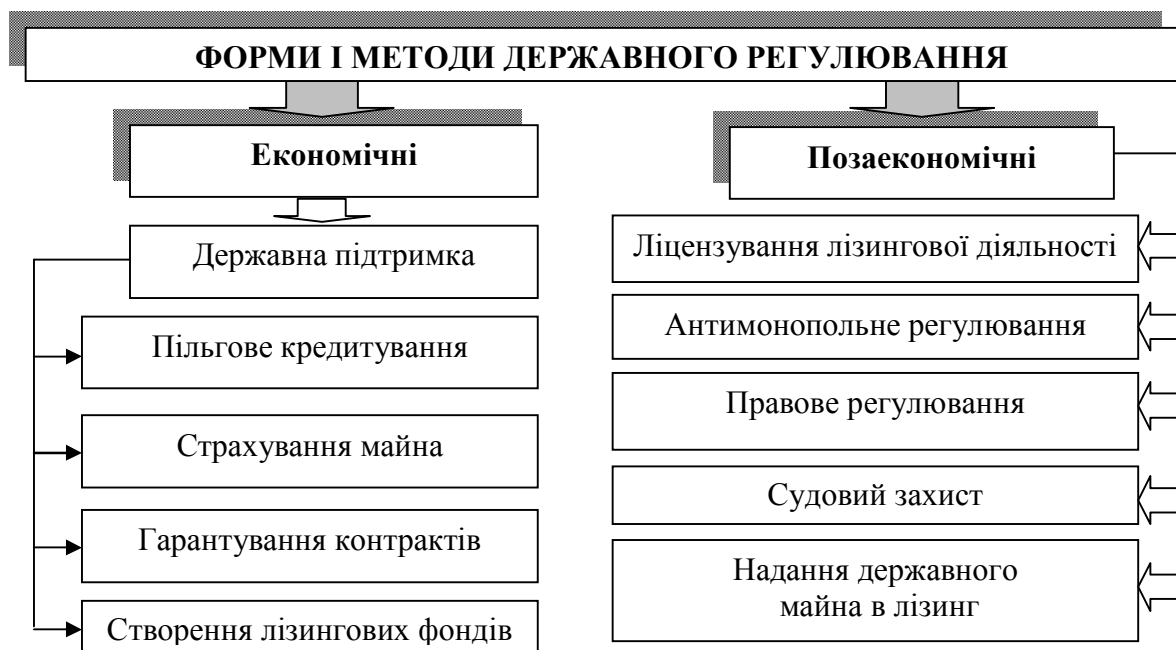 ФОРМИ І МЕТОДИ ДЕРЖАВНОГО РЕГУЛЮВАННЯ
Економічні
Державна підтримка
Пільгове кредитування
Страхування майна
Гарантування контрактів
Створення лізингових фондів
Позаекономічні
Ліцензування лізингової діяльності
Антимонопольне регулювання
Правове регулювання
Судовий захист
Надання державного
майна в лізинг